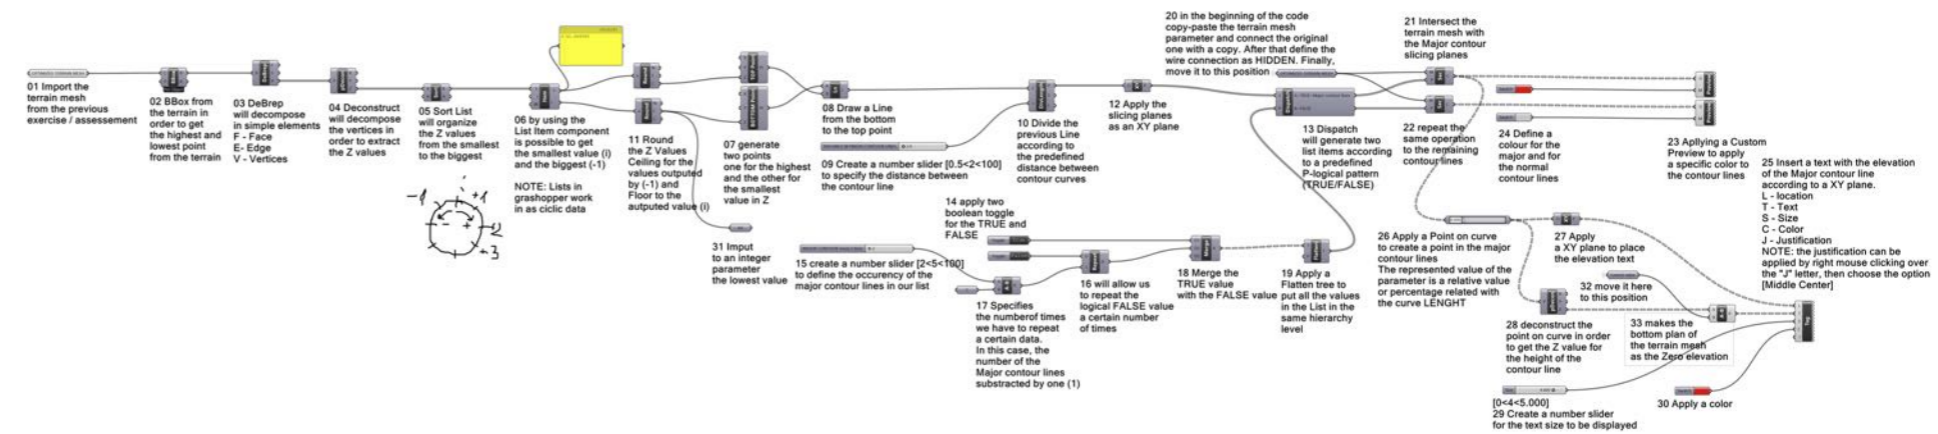 01 Import the
terrain mesh
from the previous
exercise / assessement
02 BBox from
the terrain in
order to get
the highest and
lowest point
from the terrain
03 DeBrep
will decompose
in simple elements
F - Face
E- Edge
V - Vertices
04 Deconstruct
will decompose
the vertices in
order to extract
the Z values
05 Sort List
will organize
the Z values
from the smallest
to the biggest
06 by using the
List Item component
is possible to get
the smallest value (i)
and the biggest (-1)
NOTE: Lists in
grashopper work
in as ciclic data
-1
+1
-
+
-2
+3
11 Round
the Z Values
Ceiling for the
values outputed
by (-1) and
Floor to the
autputed value (i)
07 generate
two points
one for the highest
and the other for
the smallest
value in Z
31 Imput
to an integer
parameter
the lowest value
08 Draw a Line
from the bottom
to the top point
09 Create a number slider [0.5<2<100]
to specify the distance between
the contour line
10 Divide the
previous Line
according to
the predefined
distance between
contour curves
12 Apply the
slicing planes
as an XY plane
20 in the beginning of the code
copy-paste the terrain mesh
parameter and connect the original
one with a copy. After that define the
wire connection as HIDDEN. Finally,
move it to this position
13 Dispatch
will generate two
list items according
to a predefined
P-logical pattern
(TRUE/FALSE)
14 apply two
boolean toggle
for the TRUE and
FALSE
15 create a number slider [2<5<100]
to define the occurency of the
major contour lines in our list
17 Specifies
the numberof times
we have to repeat
a certain data.
In this case, the
number of the
Major contour lines
substracted by one (1)
16 will allow us
to repeat the
logical FALSE value
a certain number
of times
18 Merge the
TRUE value
with the FALSE value
19 Apply a
Flatten tree to
put all the values
in the List in the
same hierarchy
level
21 Intersect the
terrain mesh with
the Major contour
slicing planes
22 repeat the
same operation
to the remaining
contour lines
24 Define a
colour for the
major and for
the normal
contour lines
23 Apllying a Custom
Preview to apply
a specific color to
the contour lines
25 Insert a text with the elevation
of the Major contour line
according to a XY plane.
L - location
T - Text
S - Size
C - Color
J - Justification
NOTE: the justification can be
applied by right mouse clicking over
the "J" letter, then choose the option
[Middle Center]
26 Apply a Point on curve
to create a point in the major
contour lines
The represented value of the
parameter is a relative value
or percentage related with
the curve LENGHT
27 Apply
a XY plane to place
the elevation text
32 move it here
to this position
28 deconstruct the
point on curve in order
to get the Z value for
the height of the
contour line
33 makes the
bottom plan of
the terrain mesh
as the Zero elevation
[0<4<5.000]
29 Create a number slider
for the text size to be displayed
30 Apply a color